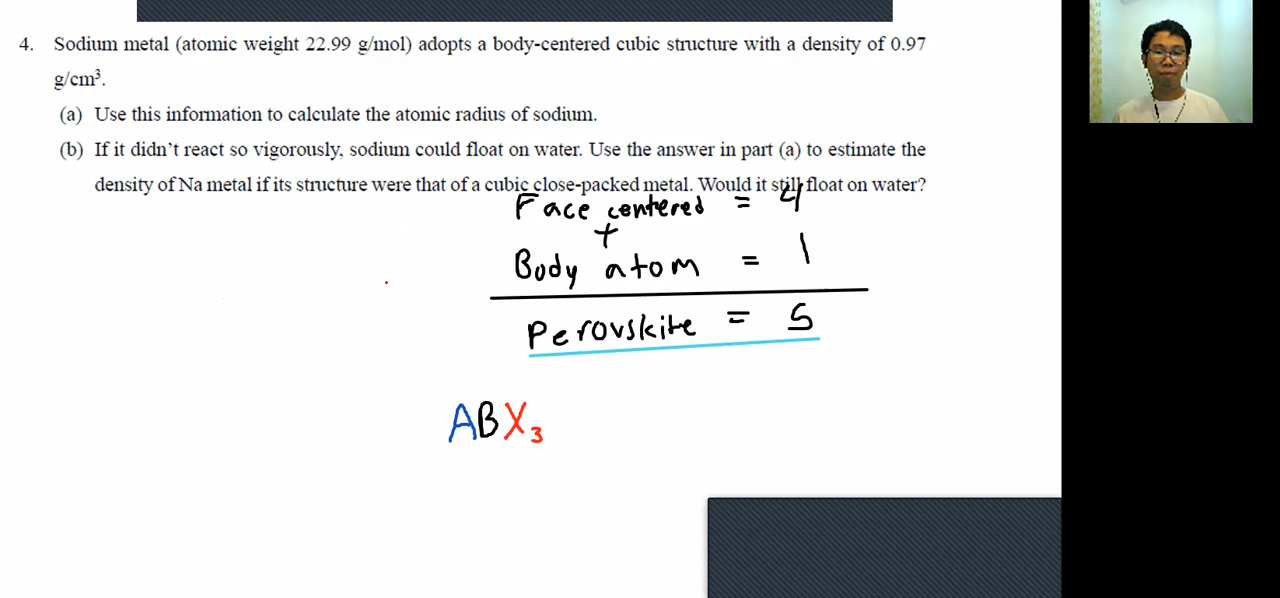 4. Sodium metal (atomic weight 22.99 g/mol) adopts a body-centered cubic structure with a density of 0.97
g/cm³.
(a) Use this information to calculate the atomic radius of sodium.
(b) If it didn't react so vigorously, sodium could float on water. Use the answer in part (a) to estimate the
density of Na metal if its structure were that of a cubic close-packed metal. Would it still float on water?
Face centered = 4
+
Body atom = 1
Perovskite = 5
ABX₃